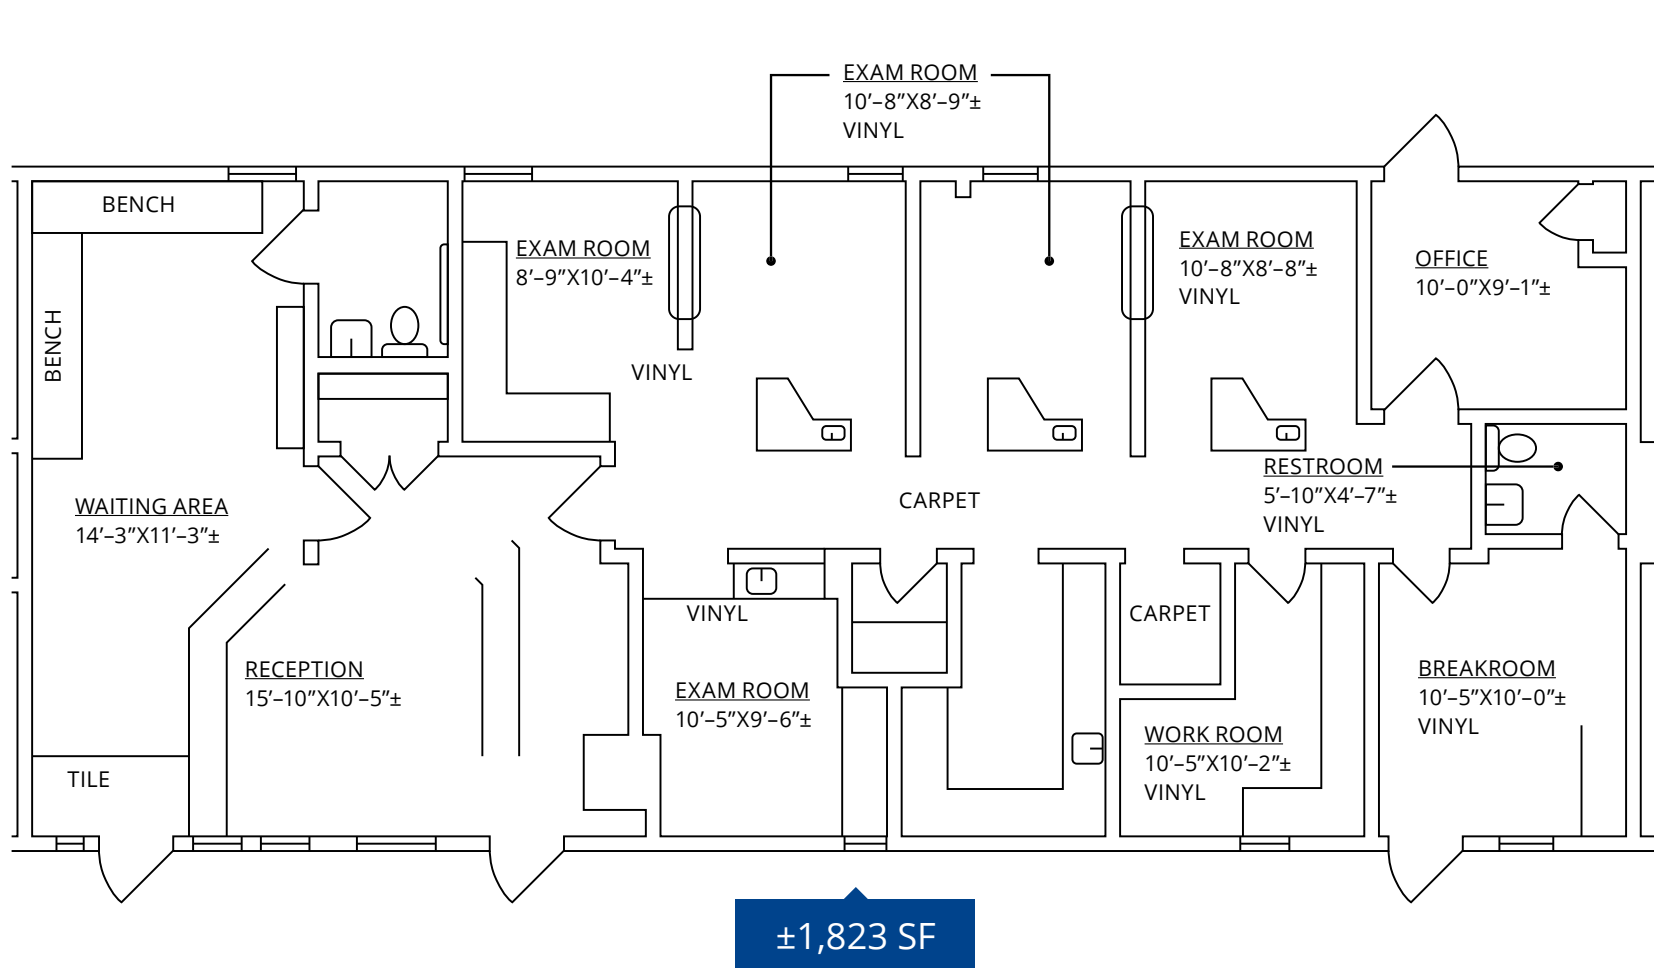 EXAM ROOM
10’–8”X8’–9”±
VINYL
BENCH
BENCH
EXAM ROOM
8’–9”X10’–4”±
VINYL
EXAM ROOM
10’–8”X8’–8”±
VINYL
OFFICE
10’–0”X9’–1”±
WAITING AREA
14’–3”X11’–3”±
CARPET
RESTROOM
5’–10”X4’–7”±
VINYL
RECEPTION
15’–10”X10’–5”±
VINYL
EXAM ROOM
10’–5”X9’–6”±
CARPET
WORK ROOM
10’–5”X10’–2”±
VINYL
BREAKROOM
10’–5”X10’–0”±
VINYL
TILE
±1,823 SF